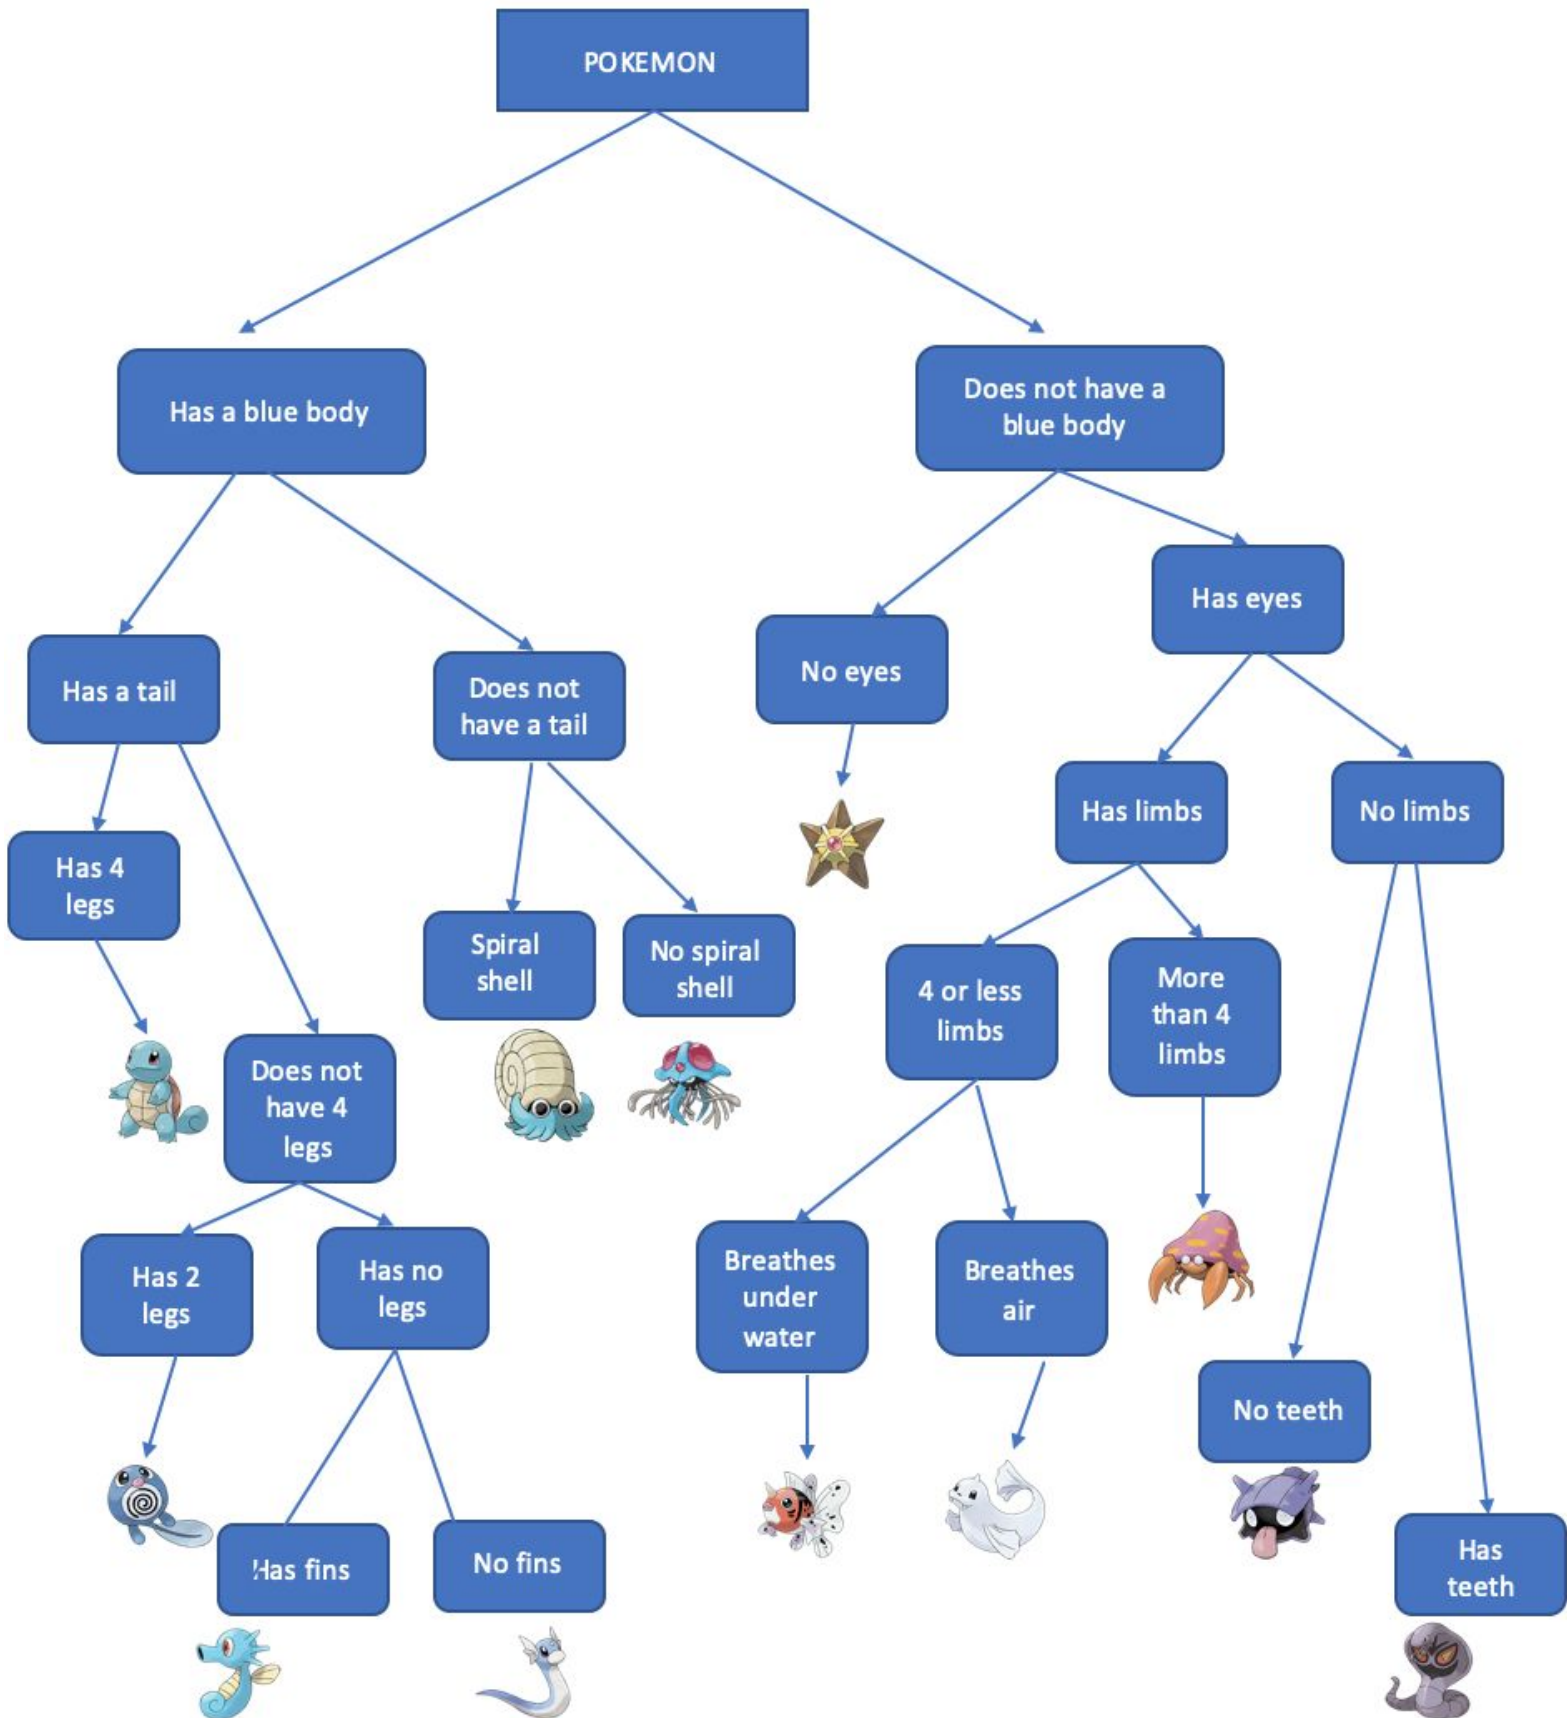 POKEMON
Has a blue body
Does not have a
blue body
Has eyes
No eyes
Has a tail
Does not
have a tail
Has limbs
No limbs
Has 4
legs
Spiral
shell
No spiral
shell
4 or less
limbs
More
than 4
limbs
Does not
have 4
legs
Has 2
legs
Has no
legs
Breathes
under
water
Breathes
air
No teeth
Has fins
No fins
Has
teeth